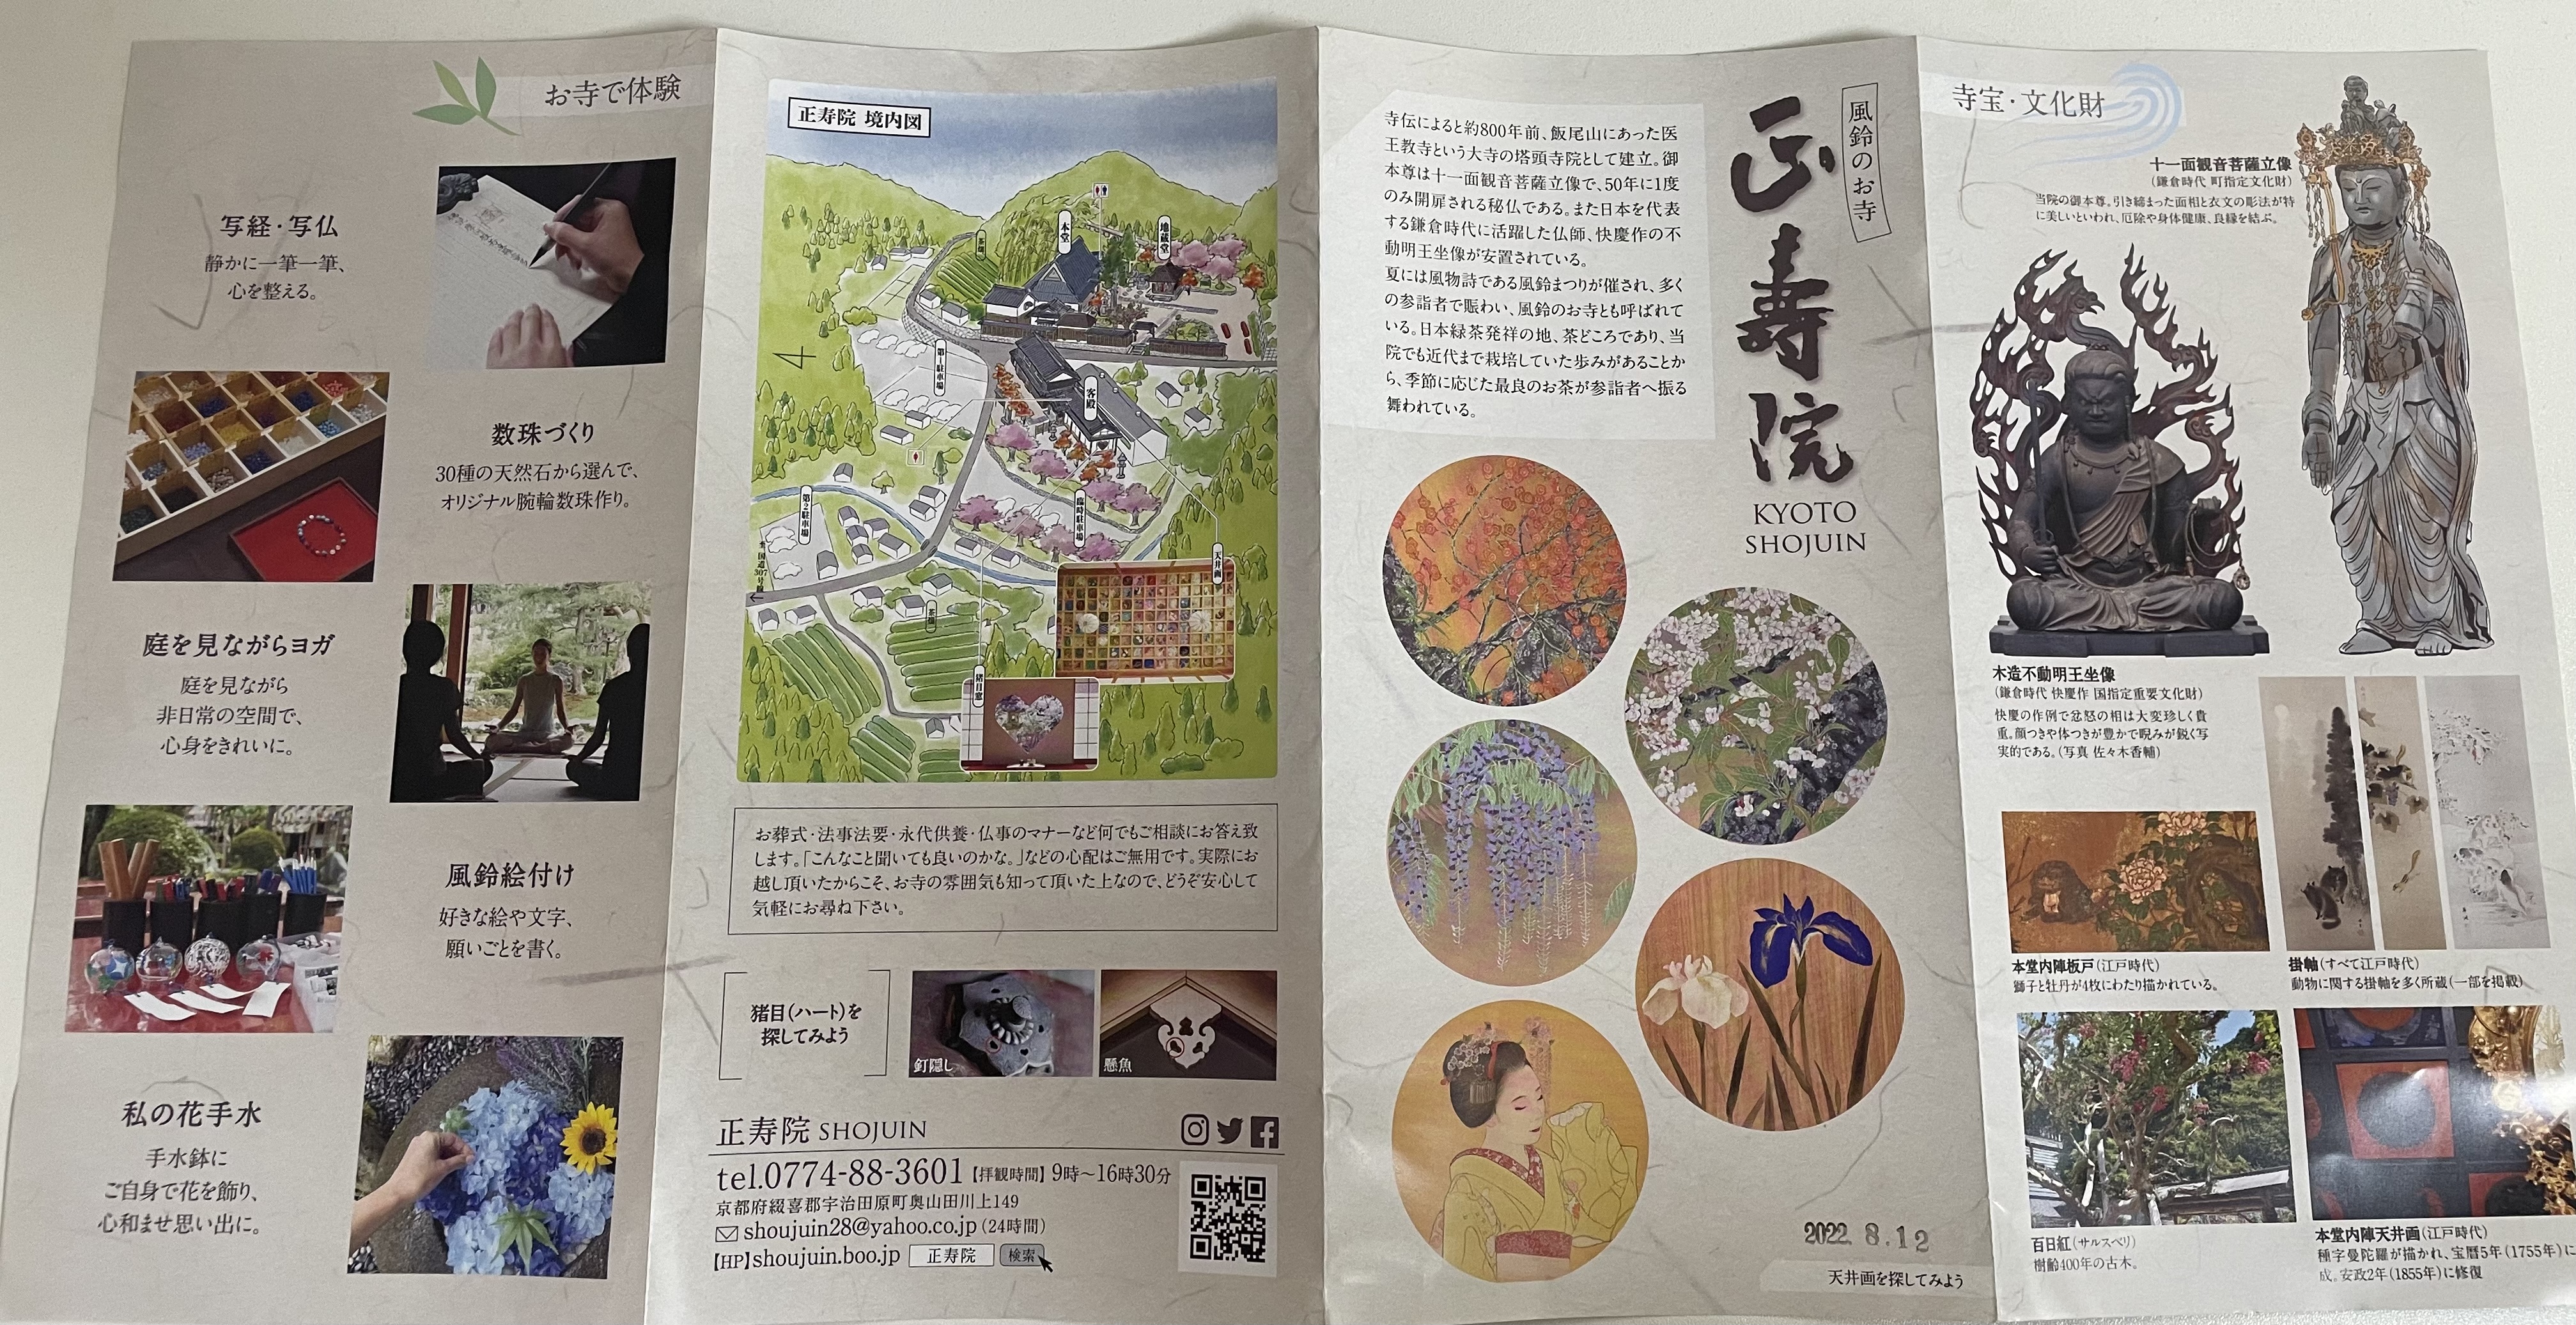 お寺で体験
写経・写仏
静かに一筆一筆、
心を整える。
数珠づくり
30種の天然石から選んで、
オリジナル腕輪数珠作り。
庭を見ながらヨガ
庭を見ながら
非日常の空間で、
心身をきれいに。
風鈴絵付け
好きな絵や文字、
願いごとを書く。
私の花手水
手水鉢に
ご自身で花を飾り、
心和ませ思い出に。
正寿院 境内図
本堂
地蔵堂
茶畑
第一駐車場
客殿
第2駐車場
臨時駐車場
国道307号線
天井画
茶畑
猪目窓
お葬式・法事法要・永代供養・仏事のマナーなど何でもご相談にお答え致
します。「こんなこと聞いても良いのかな。」などの心配はご無用です。実際にお
越し頂いたからこそ、お寺の雰囲気も知って頂いた上なので、どうぞ安心して
気軽にお尋ね下さい。
猪目(ハート)を
探してみよう
釘隠し
懸魚
正寿院 SHOJUIN
tel.0774-88-3601【拝観時間】9時〜16時30分
京都府綴喜郡宇治田原町奥山田川上149
shoujuin28@yahoo.co.jp(24時間)
【HP】shoujuin.boo.jp 正寿院 検索
風鈴のお寺
正寿院
KYOTO
SHOJUIN
寺伝によると約800年前、飯尾山にあった医
王教寺という大寺の塔頭寺院として建立。御
本尊は十一面観音菩薩立像で、50年に1度
のみ開扉される秘仏である。また日本を代表
する鎌倉時代に活躍した仏師、快慶作の不
動明王坐像が安置されている。
夏には風物詩である風鈴まつりが催され、多く
の参詣者で賑わい、風鈴のお寺とも呼ばれて
いる。日本緑茶発祥の地、茶どころであり、当
院でも近代まで栽培していた歩みがあることか
ら、季節に応じた最良のお茶が参詣者へ振る
舞われている。
2022. 8.12
天井画を探してみよう
寺宝・文化財
十一面観音菩薩立像
(鎌倉時代 町指定文化財)
当院の御本尊。引き締まった面相と衣文の彫法が特
に美しいといわれ、厄除や身体健康、良縁を結ぶ。
木造不動明王坐像
(鎌倉時代 快慶作 国指定重要文化財)
快慶の作例で忿怒の相は大変珍しく貴
重。顔つきや体つきが豊かで睨みが鋭く写
実的である。(写真 佐々木香輔)
本堂内陣板戸(江戸時代)
獅子と牡丹が4枚にわたり描かれている。
掛軸(すべて江戸時代)
動物に関する掛軸を多く所蔵(一部を掲載)
百日紅(サルスベリ)
樹齢400年の古木。
本堂内陣天井画(江戸時代)
種字曼陀羅が描かれ、宝暦5年(1755年)に
成。安政2年(1855年)に修復